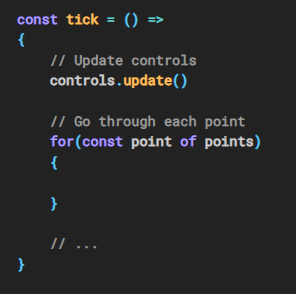 const tick = () =>
{
    // Update controls
    controls.update()

    // Go through each point
    for(const point of points)
    {

    }

    // ...
}